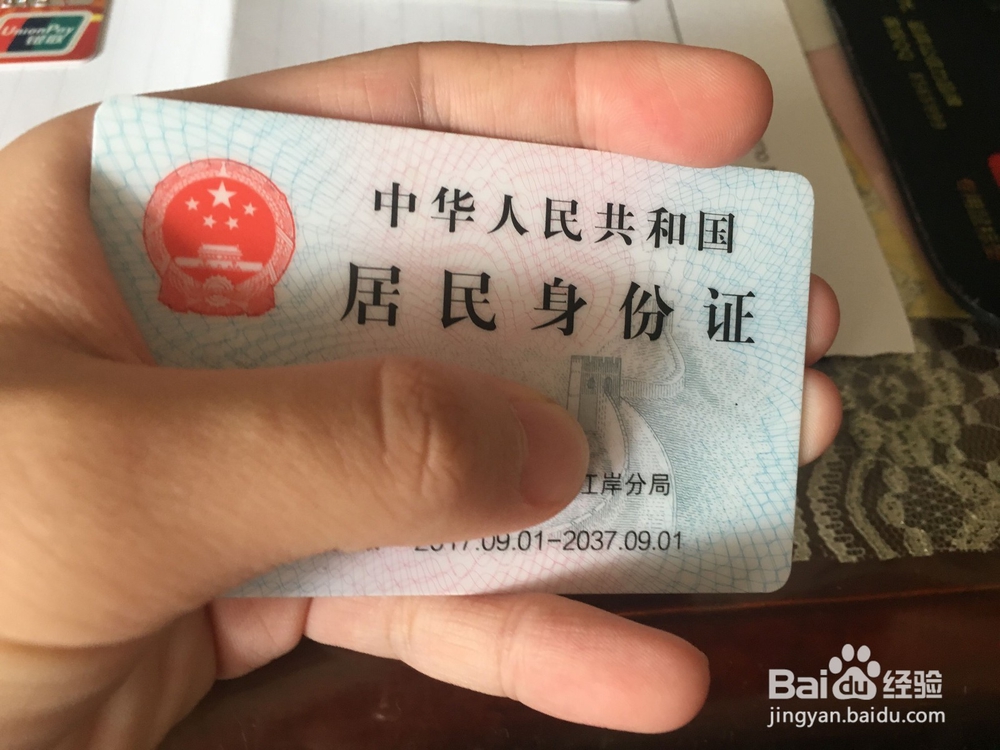 UnionPay
银联
中华人民共和国
居民身份证
江岸分局
2017.09.01-2037.09.01
Baidu经验
jingyan.baidu.com